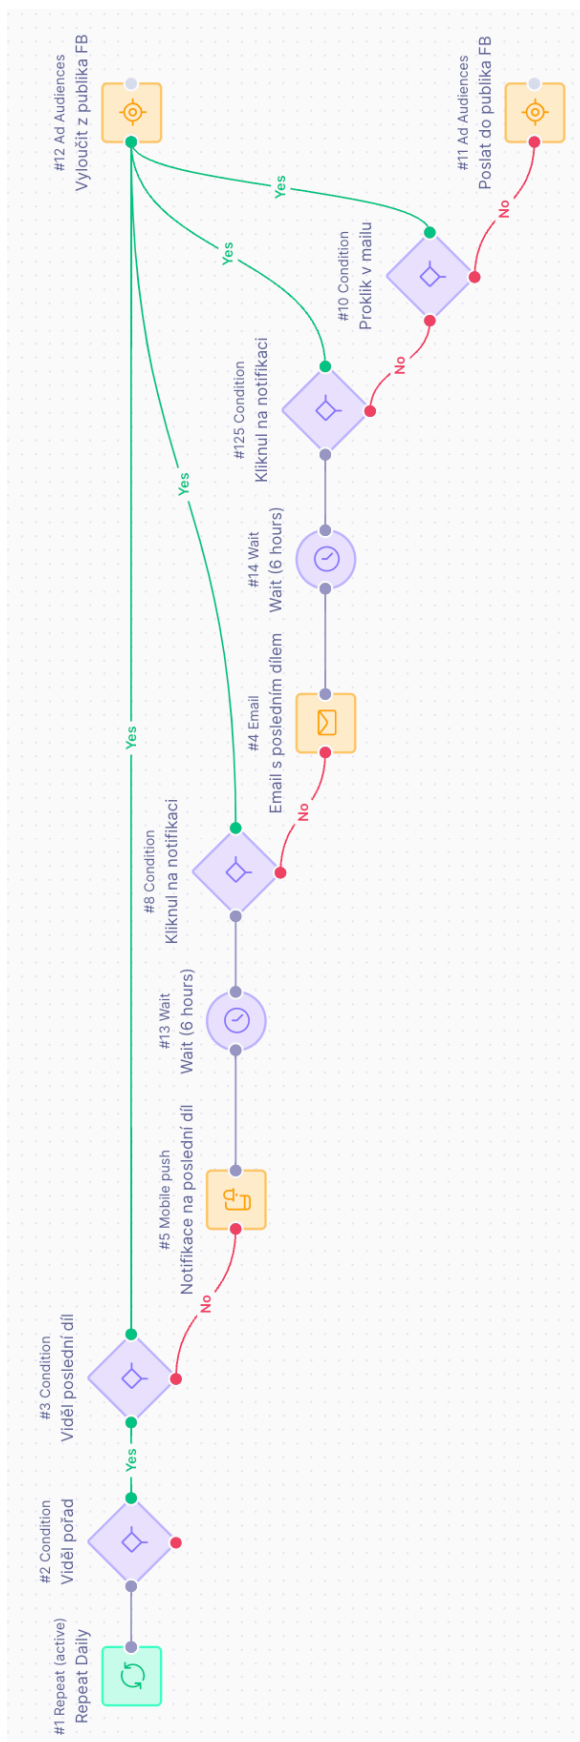 #1 Repeat (active)
Repeat Daily
#2 Condition
Viděl pořad
Yes
#3 Condition
Viděl poslední díl
Yes
No
#5 Mobile push
Notifikace na poslední díl
#13 Wait
Wait (6 hours)
#8 Condition
Kliknul na notifikaci
Yes
No
#4 Email
Email s posledním dílem
#14 Wait
Wait (6 hours)
#125 Condition
Kliknul na notifikaci
Yes
No
#10 Condition
Proklik v mailu
Yes
No
#12 Ad Audiences
Vyloučit z publika FB
#11 Ad Audiences
Poslat do publika FB